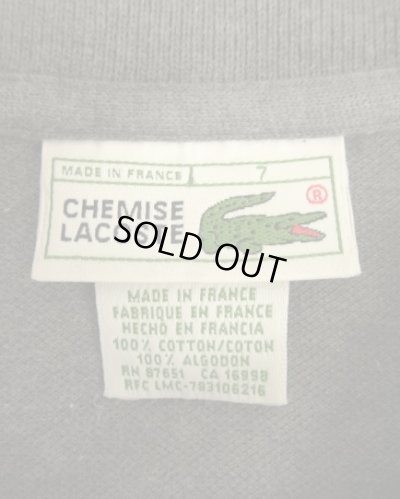 MADE IN FRANCE 7
CHEMISE
LACOSTE
®
SOLD OUT
MADE IN FRANCE
FABRIQUE EN FRANCE
HECHO EN FRANCIA
100% COTTON/COTON
100% ALGODON
RN 87651 CA 16998
RFC LMC-783106216